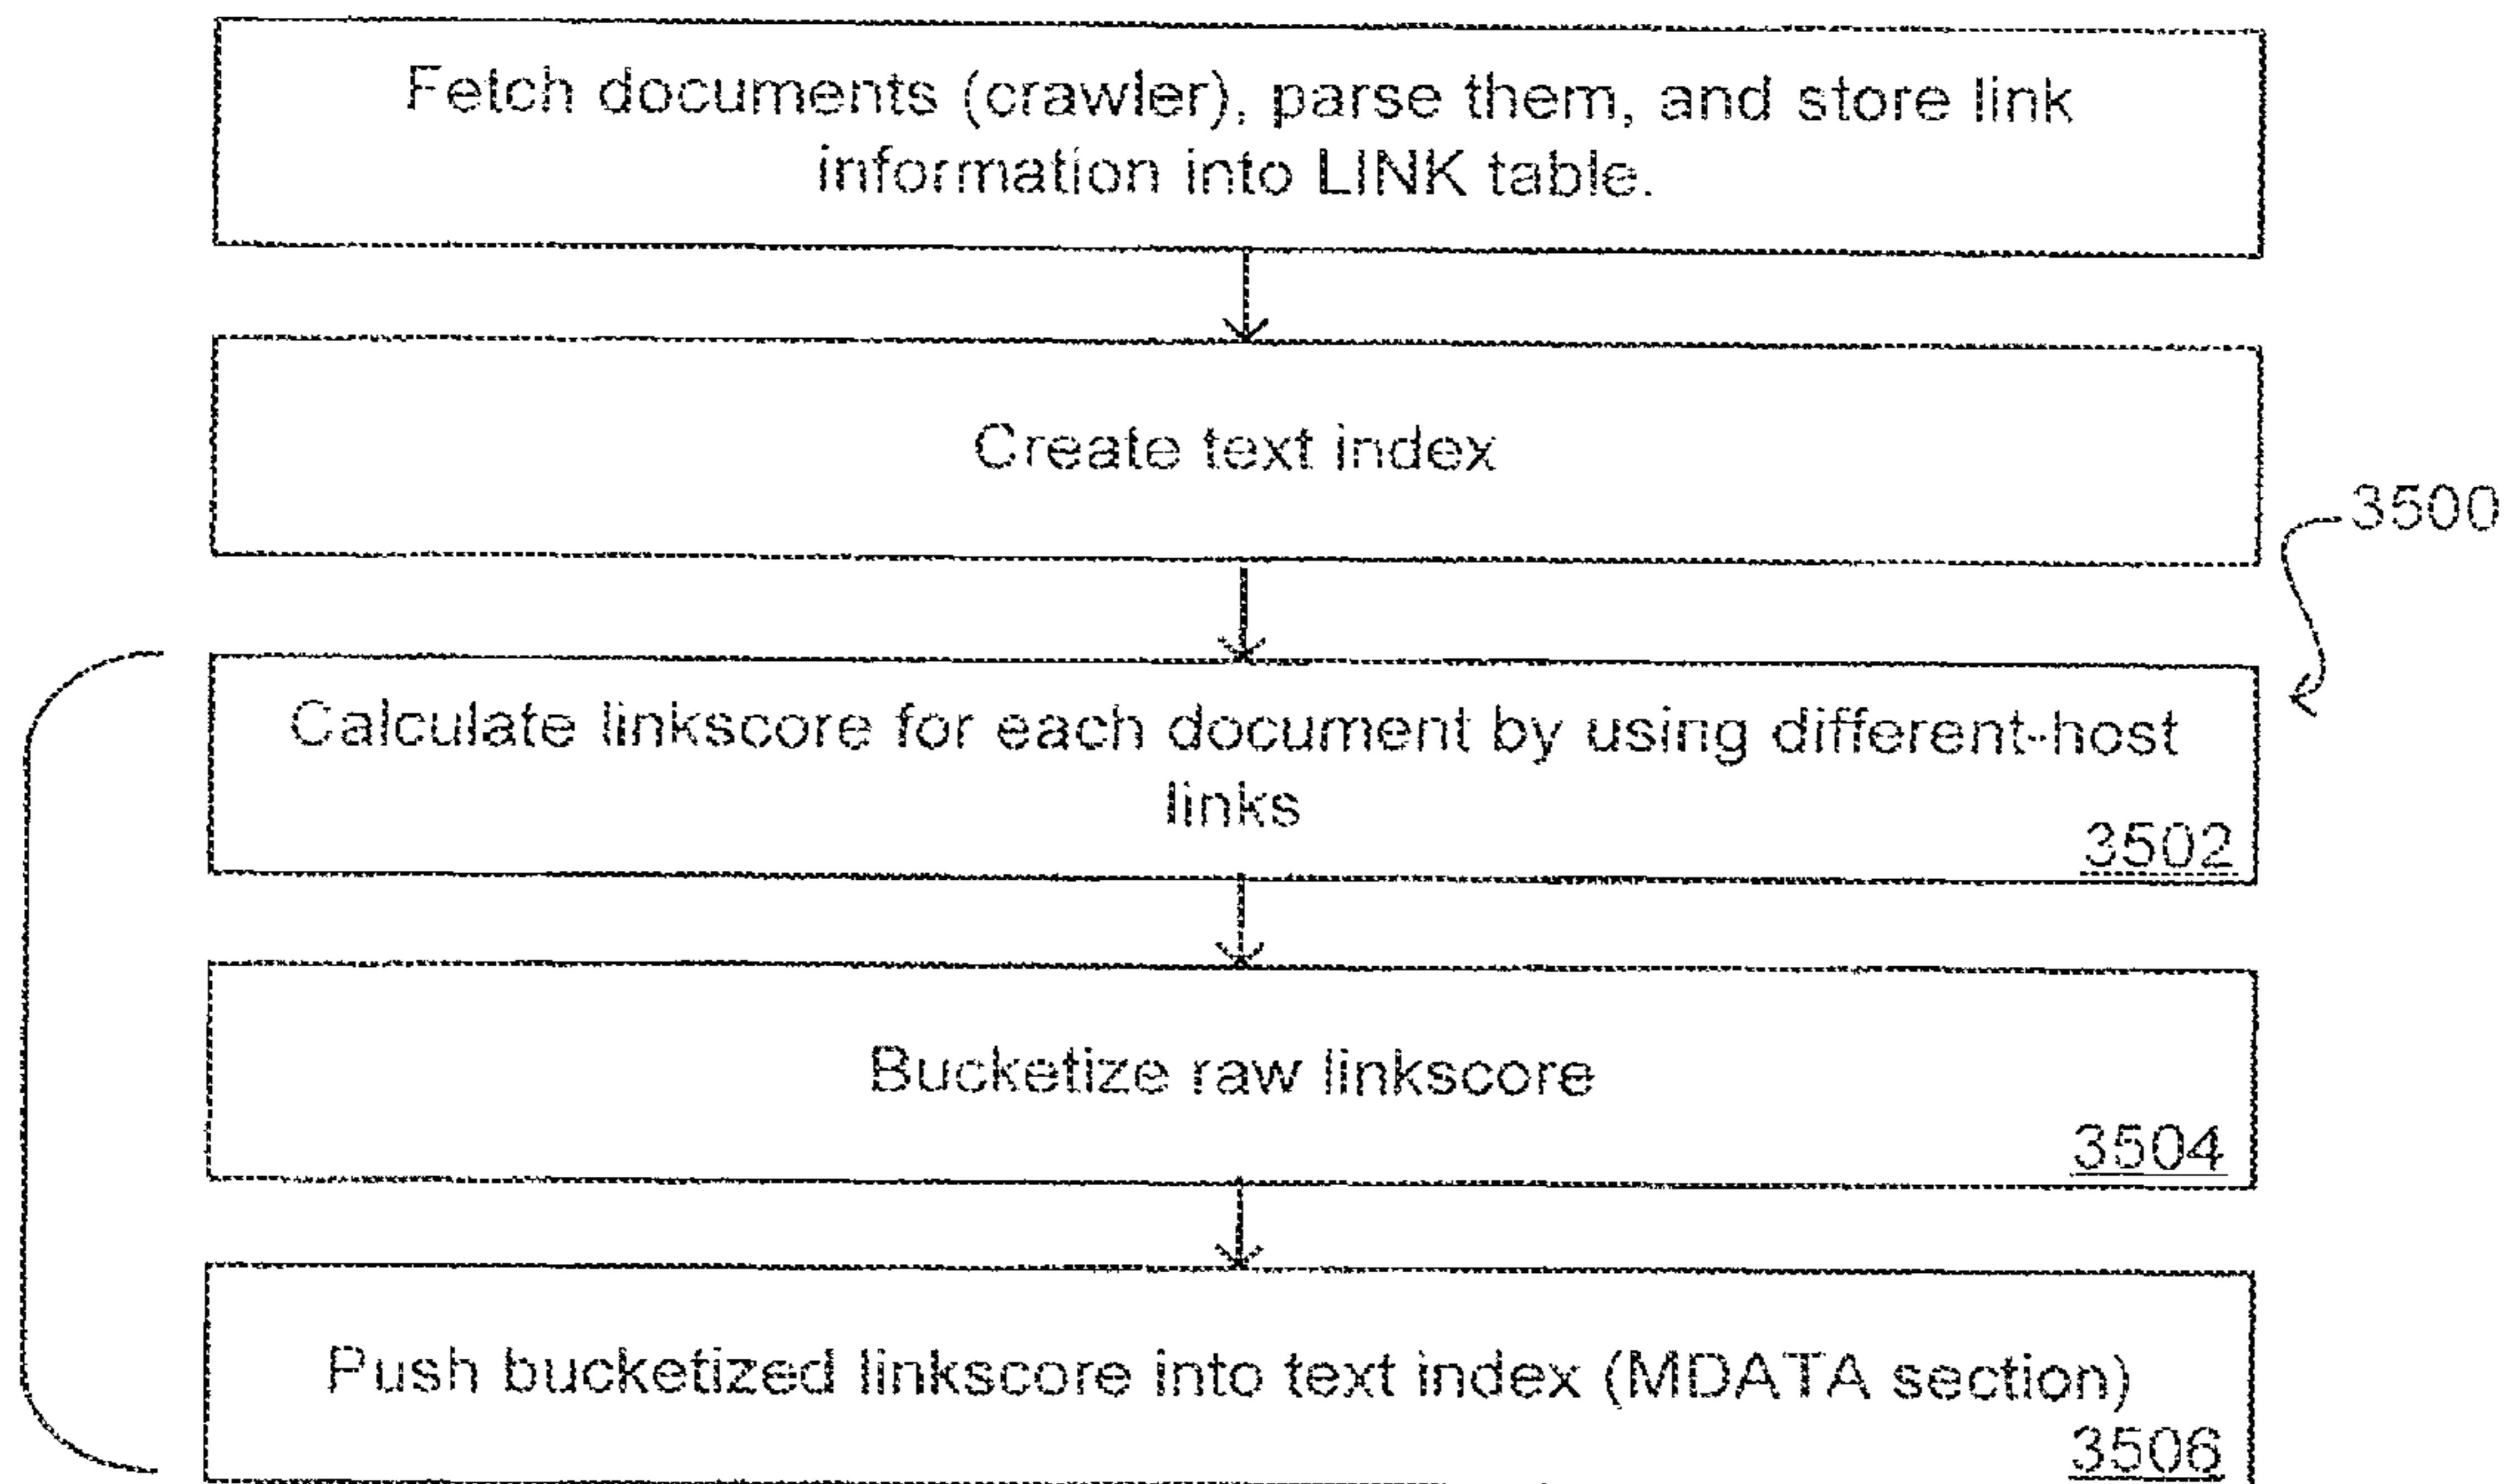 Fetch documents (crawler), parse them, and store link
information into LINK table.
Create text index
3500
Calculate linkscore for each document by using different-host
links
3502
Bucketize raw linkscore
3504
Push bucketized linkscore into text index (MDATA section)
3506